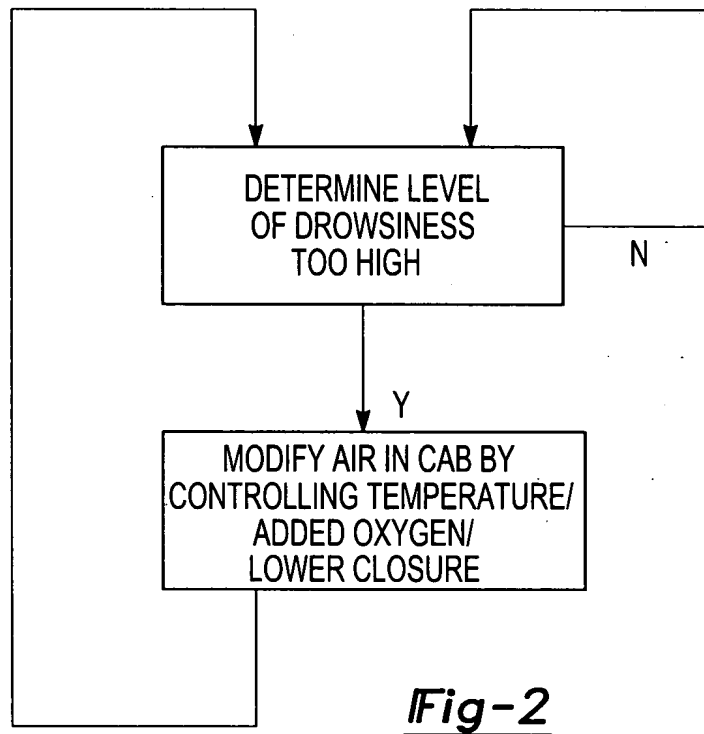 DETERMINE LEVEL
OF DROWSINESS
TOO HIGH
N
Y
MODIFY AIR IN CAB BY
CONTROLLING TEMPERATURE/
ADDED OXYGEN/
LOWER CLOSURE
Fig-2